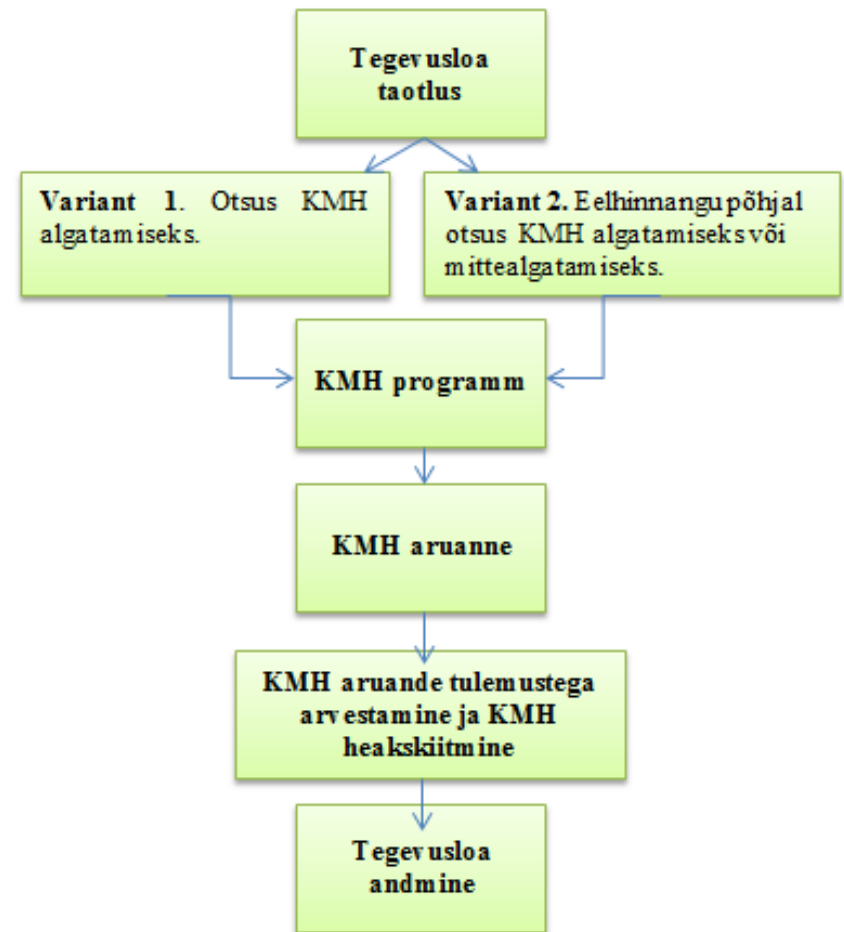 Tegevusloa
taotlus
Variant 1. Otsus KMH
algatamiseks.
Variant 2. Eelhinnangu põhjal
otsus KMH algatamiseks või
mittealgatamiseks.
KMH programm
KMH aruanne
KMH aruande tulemustega
arvestamine ja KMH
heakskiitmine
Tegevusloa
andmine